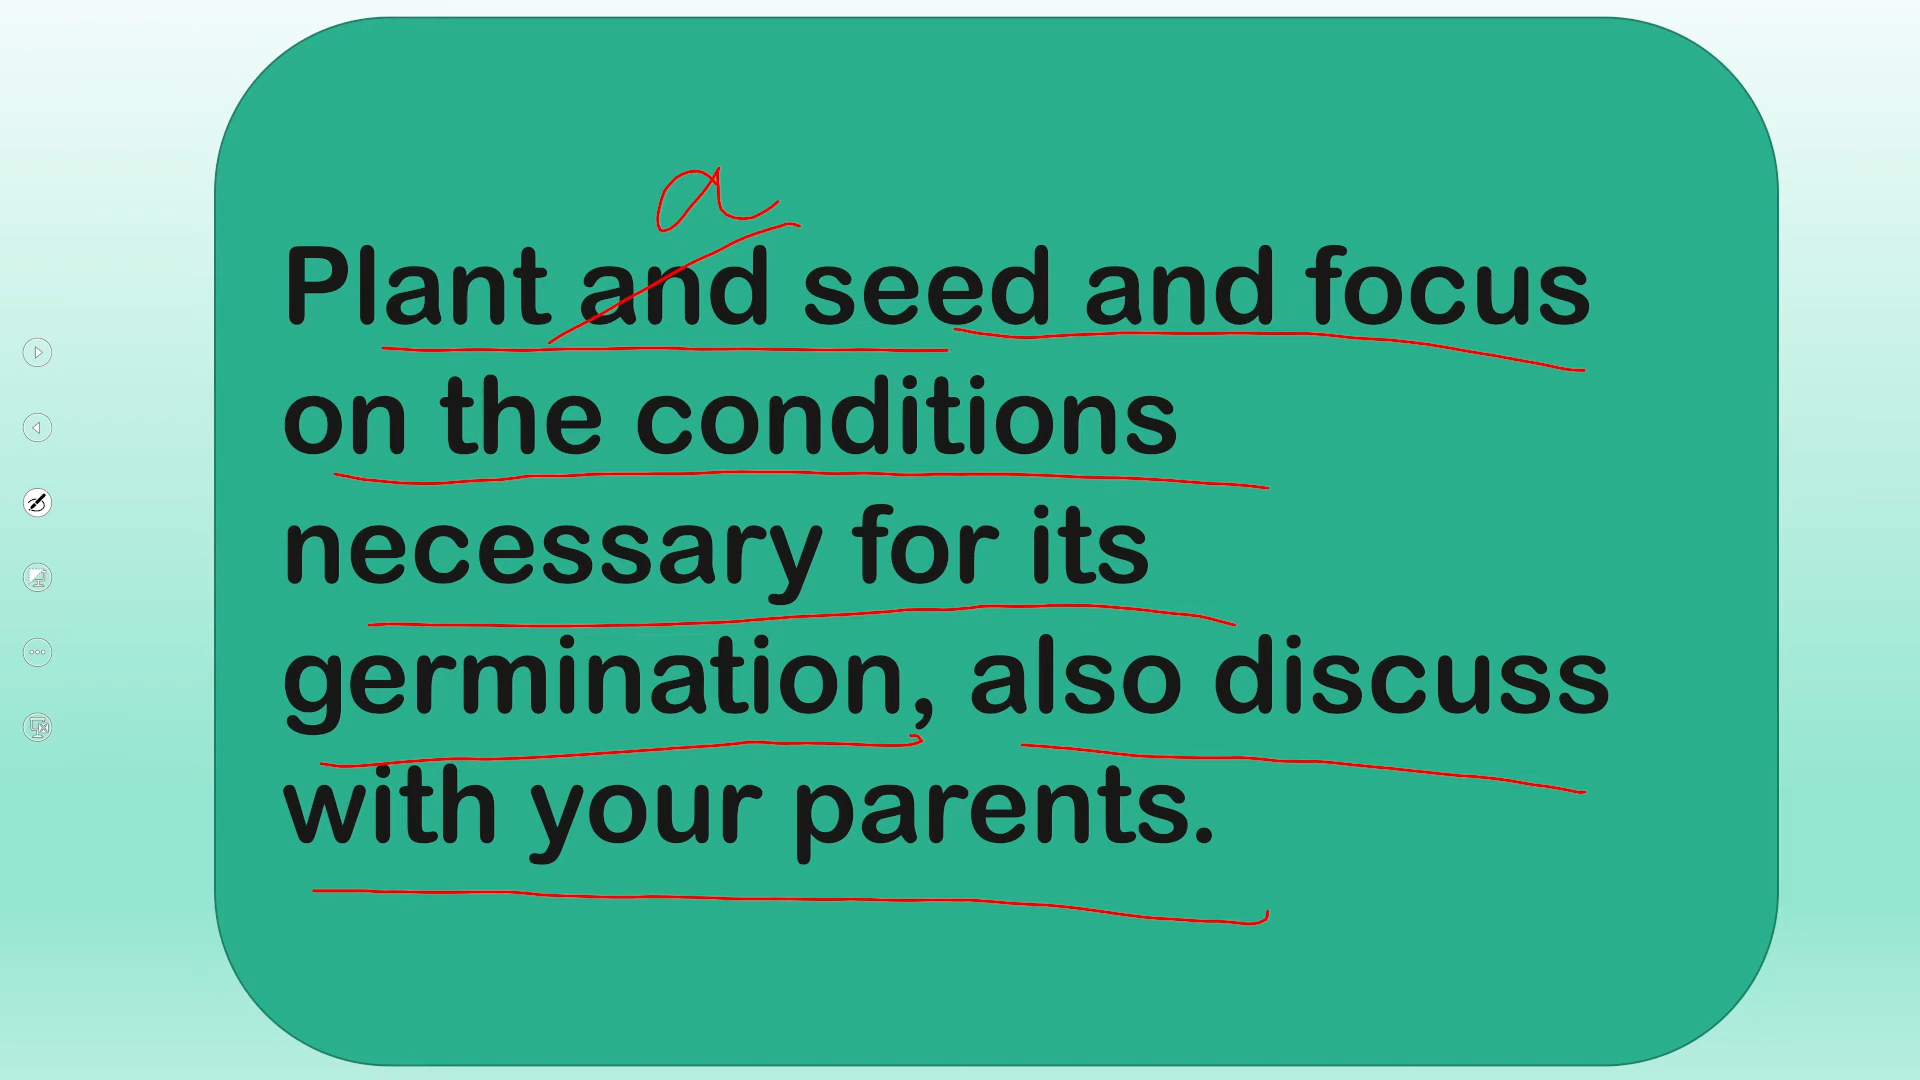 a
Plant and seed and focus
on the conditions
necessary for its
germination, also discuss
with your parents.